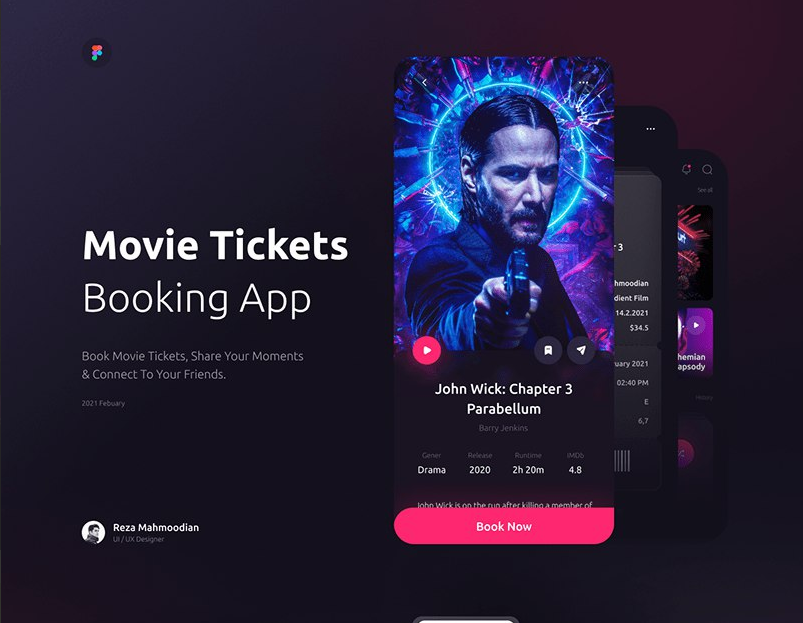 Movie Tickets
Booking App
Book Movie Tickets, Share Your Moments
& Connect To Your Friends.
2021 Febuary
Reza Mahmoodian
UI / UX Designer
John Wick: Chapter 3
Parabellum
Barry Jenkins
Gener Release Runtime IMDb
Drama 2020 2h 20m 4.8
John Wick is on the run after killing a member of
Book Now
3
hmoodian
dient Film
14.2.2021
$34.5
uary 2021
02:40 PM
E
6,7
See all
hemian
apsody
History